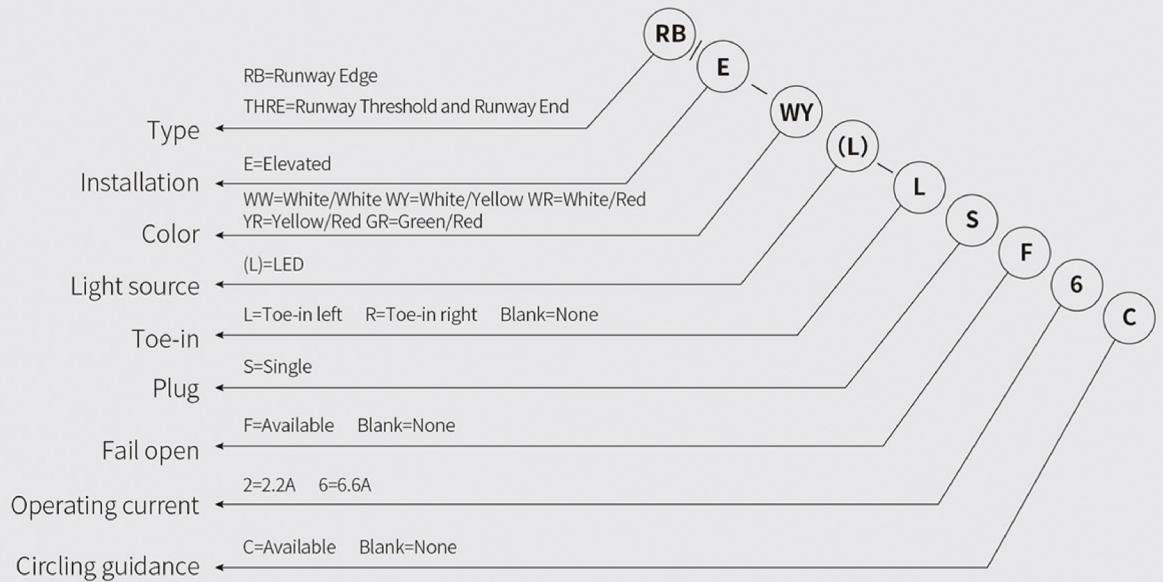 RB / E - WY (L) - L S F 6 C
RB=Runway Edge
THRE=Runway Threshold and Runway End
Type
E=Elevated
Installation
WW=White/White WY=White/Yellow WR=White/Red
YR=Yellow/Red GR=Green/Red
Color
(L)=LED
Light source
L=Toe-in left R=Toe-in right Blank=None
Toe-in
S=Single
Plug
F=Available Blank=None
Fail open
2=2.2A 6=6.6A
Operating current
C=Available Blank=None
Circling guidance